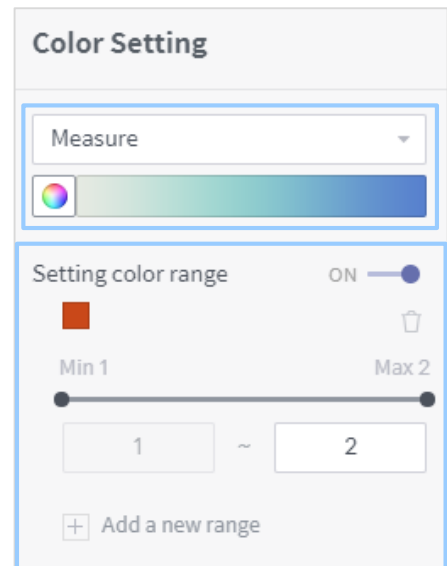 Color Setting
Measure
Setting color range ON
Min 1 Max 2
1 ~ 2
Add a new range